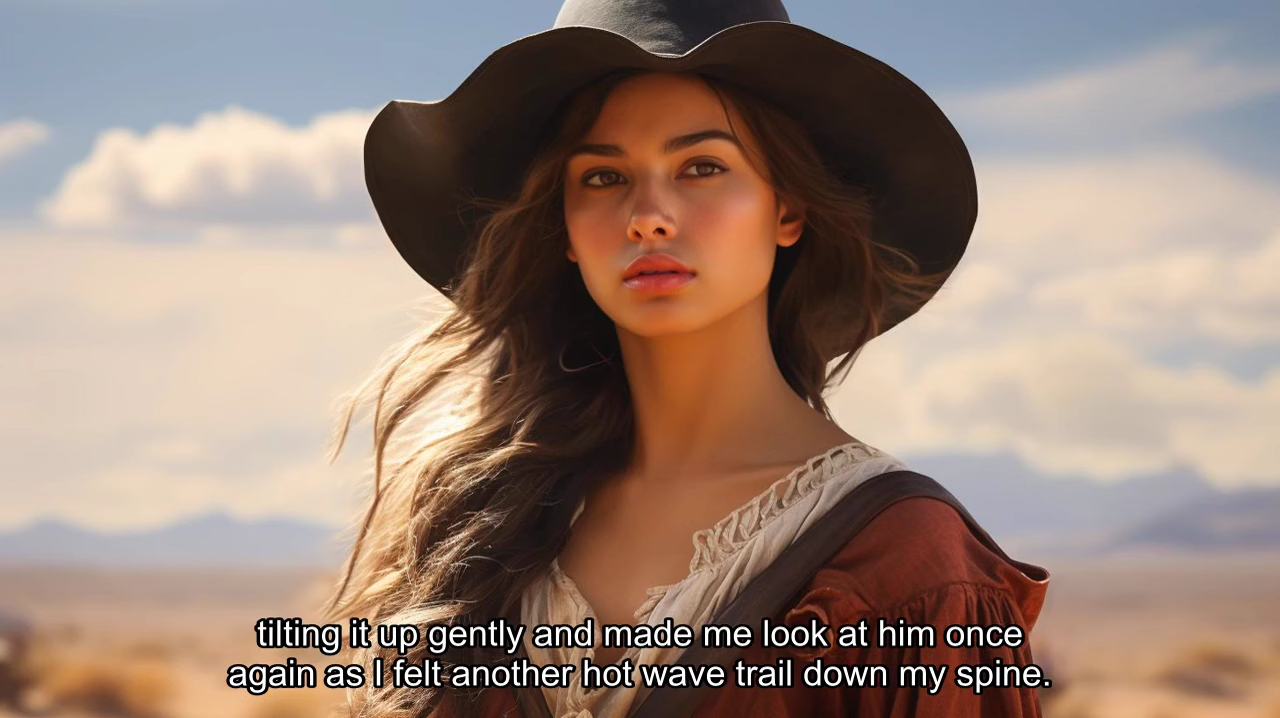 tilting it up gently and made me look at him once
again as I felt another hot wave trail down my spine.